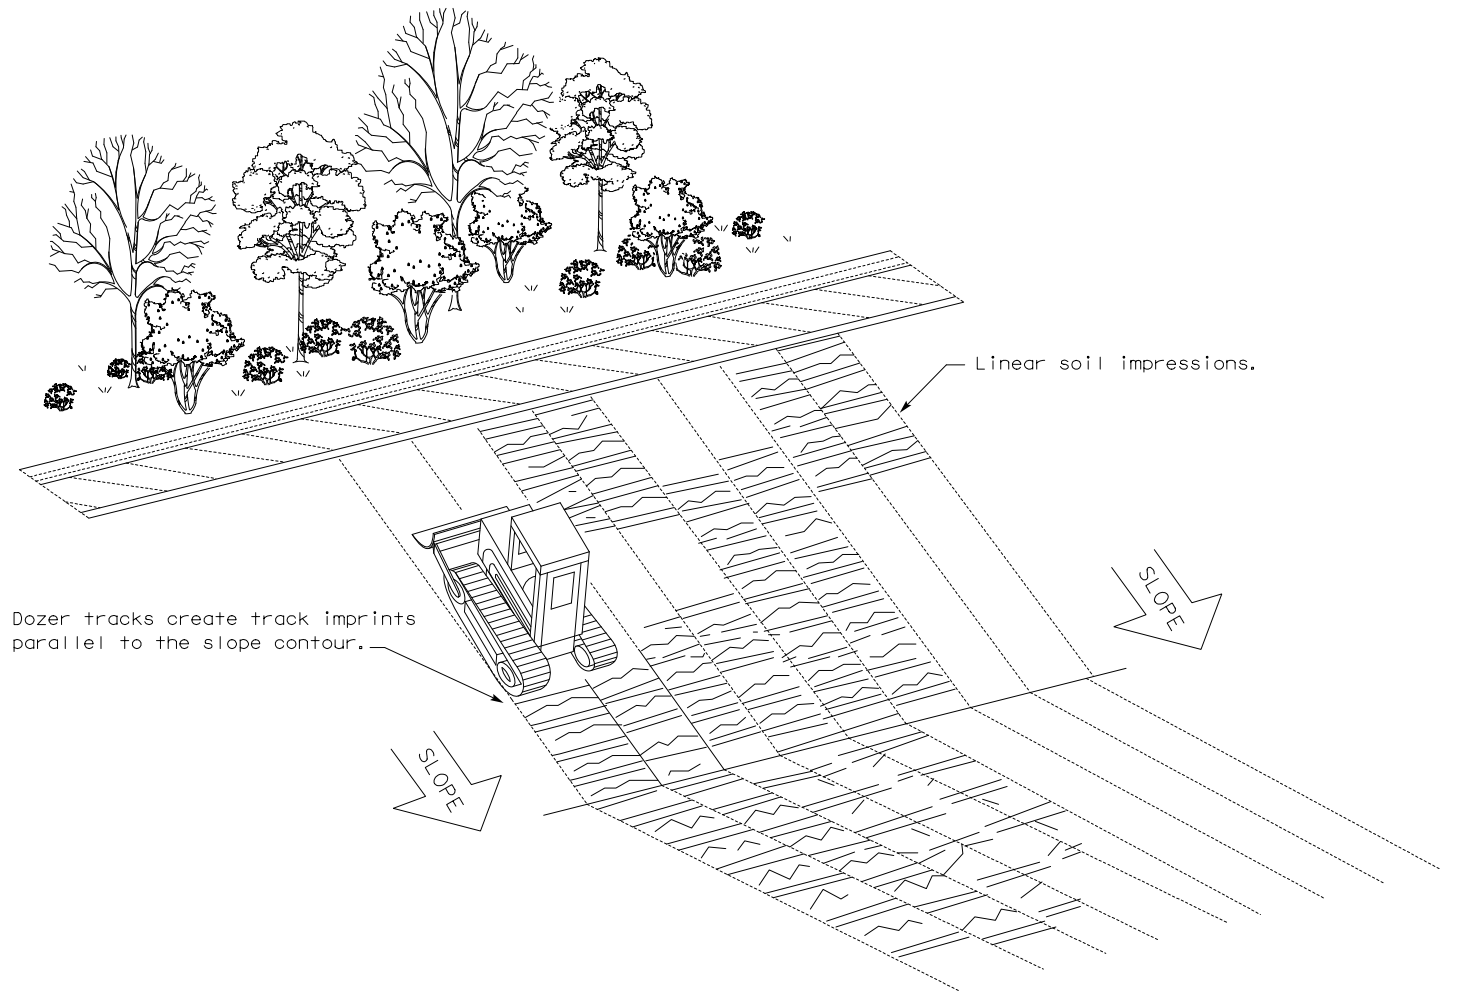 Linear soil impressions.
SLOPE
Dozer tracks create track imprints
parallel to the slope contour.
SLOPE